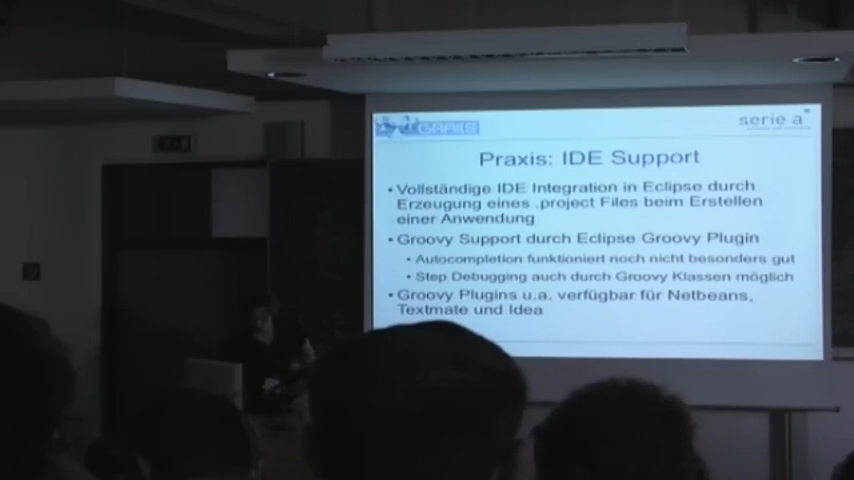 GRAILS
serie a
Praxis: IDE Support
• Vollständige IDE Integration in Eclipse durch
Erzeugung eines .project Files beim Erstellen
einer Anwendung
• Groovy Support durch Eclipse Groovy Plugin
• Autocompletion funktioniert noch nicht besonders gut
• Step Debugging auch durch Groovy Klassen möglich
• Groovy Plugins u.a. verfügbar für Netbeans,
Textmate und Idea